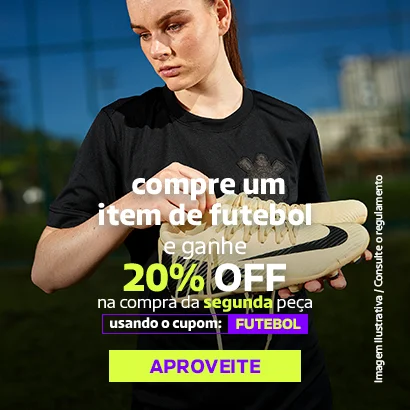 compre um
item de futebol
e ganhe
20% OFF
na compra da segunda peça
usando o cupom: FUTEBOL
APROVEITE
Imagem Ilustrativa / Consulte o regulamento